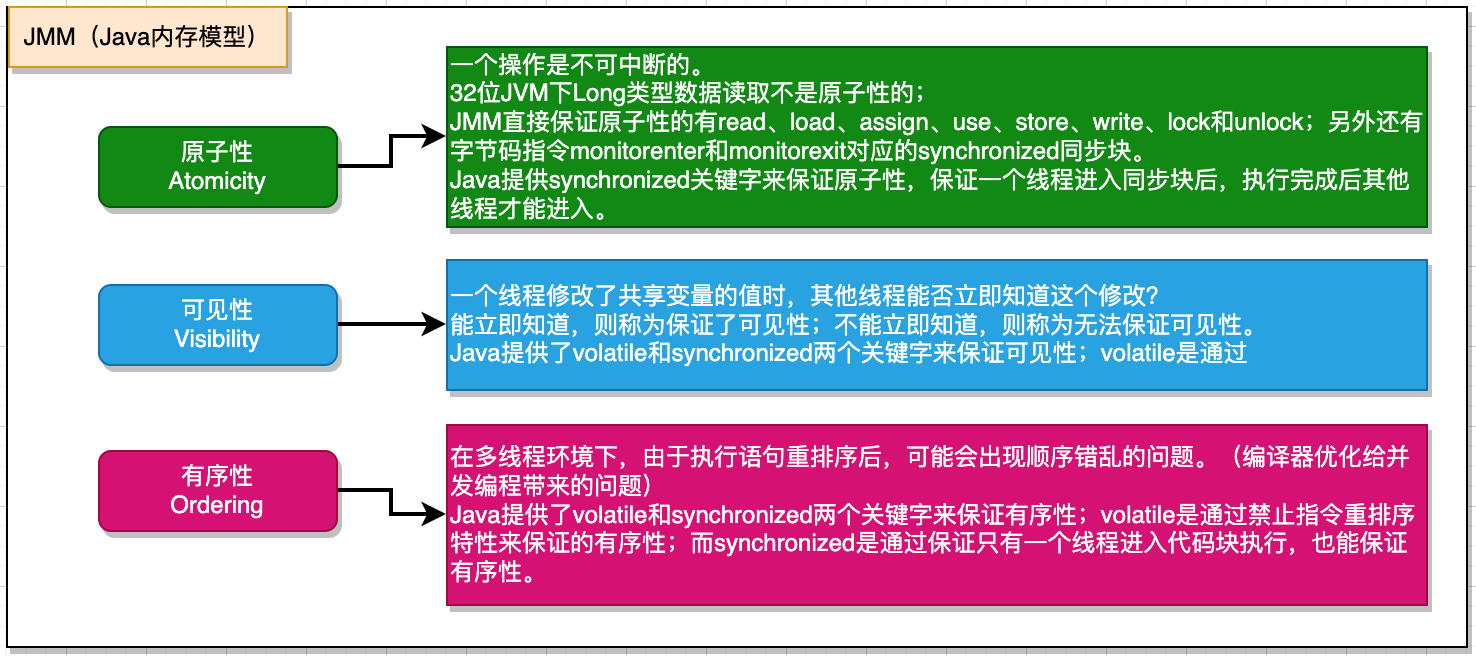 JMM（Java内存模型）
原子性
Atomicity
一个操作是不可中断的。
32位JVM下Long类型数据读取不是原子性的；
JMM直接保证原子性的有read、load、assign、use、store、write、lock和unlock；另外还有
字节码指令monitorenter和monitorexit对应的synchronized同步块。
Java提供synchronized关键字来保证原子性，保证一个线程进入同步块后，执行完成后其他
线程才能进入。
可见性
Visibility
一个线程修改了共享变量的值时，其他线程能否立即知道这个修改?
能立即知道，则称为保证了可见性；不能立即知道，则称为无法保证可见性。
Java提供了volatile和synchronized两个关键字来保证可见性；volatile是通过
有序性
Ordering
在多线程环境下，由于执行语句重排序后，可能会出现顺序错乱的问题。（编译器优化给并
发编程带来的问题）
Java提供了volatile和synchronized两个关键字来保证有序性；volatile是通过禁止指令重排序
特性来保证的有序性；而synchronized是通过保证只有一个线程进入代码块执行，也能保证
有序性。